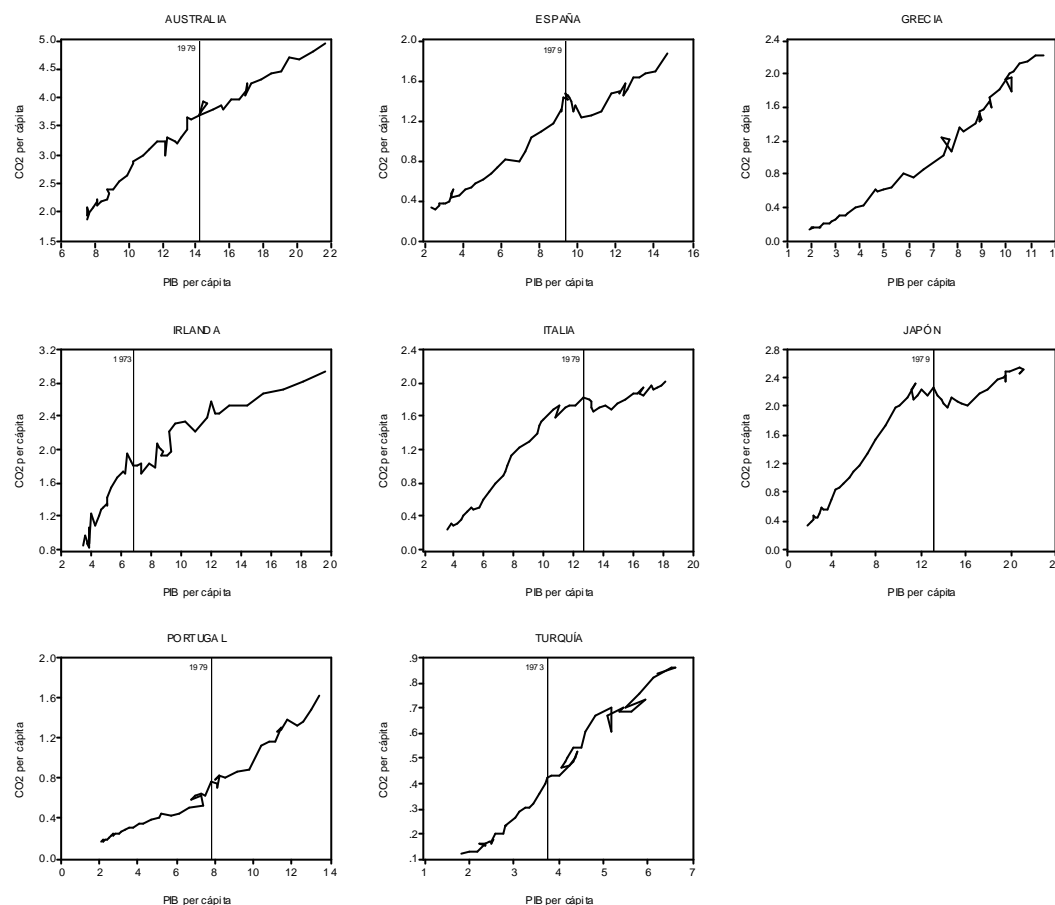 AUSTRALIA
1979
5.0
4.5
4.0
3.5
3.0
2.5
2.0
1.5
CO2 per cápita
6 8 10 12 14 16 18 20 22
PIB per cápita
ESPAÑA
1979
2.0
1.6
1.2
0.8
0.4
0.0
CO2 per cápita
2 4 6 8 10 12 14 16
PIB per cápita
GRECIA
2.4
2.0
1.6
1.2
0.8
0.4
0.0
CO2 per cápita
1 2 3 4 5 6 7 8 9 10 11
PIB per cápita
IRLANDA
1973
3.2
2.8
2.4
2.0
1.6
1.2
0.8
CO2 per cápita
2 4 6 8 10 12 14 16 18 20
PIB per cápita
ITALIA
1979
2.4
2.0
1.6
1.2
0.8
0.4
0.0
CO2 per cápita
2 4 6 8 10 12 14 16 18 20
PIB per cápita
JAPÓN
1979
2.8
2.4
2.0
1.6
1.2
0.8
0.4
0.0
CO2 per cápita
0 4 8 12 16 20
PIB per cápita
PORTUGAL
1979
2.0
1.6
1.2
0.8
0.4
0.0
CO2 per cápita
0 2 4 6 8 10 12 14
PIB per cápita
TURQUÍA
1973
.9
.8
.7
.6
.5
.4
.3
.2
.1
CO2 per cápita
1 2 3 4 5 6 7
PIB per cápita